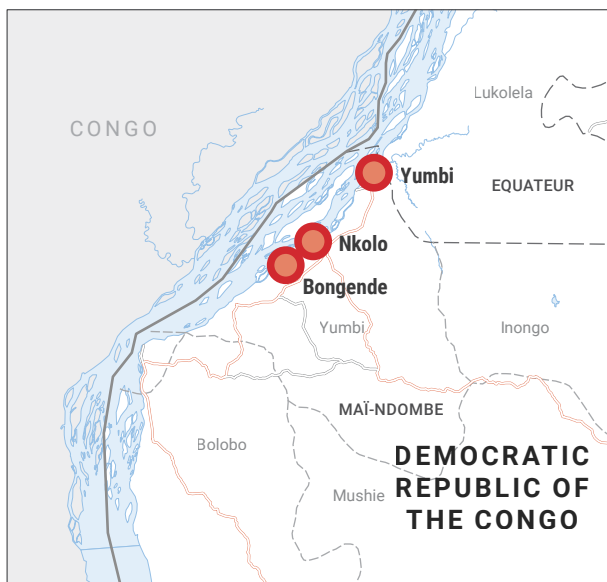 Lukolela
CONGO
Yumbi
EQUATEUR
Nkolo
Bongende
Yumbi
Inongo
MAÏ-NDOMBE
Bolobo
DEMOCRATIC
REPUBLIC OF
THE CONGO
Mushie